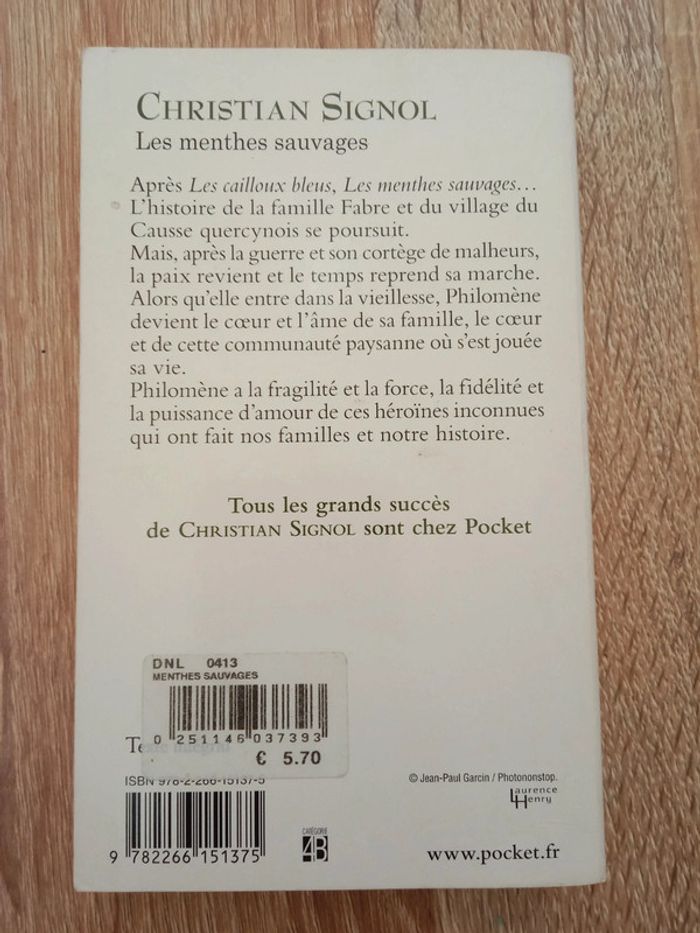 CHRISTIAN SIGNOL
Les menthes sauvages
Après Les cailloux bleus, Les menthes sauvages…
L'histoire de la famille Fabre et du village du
Causse quercynois se poursuit.
Mais, après la guerre et son cortège de malheurs,
la paix revient et le temps reprend sa marche.
Alors qu'elle entre dans la vieillesse, Philomène
devient le cœur et l'âme de sa famille, le cœur
et de cette communauté paysanne où s'est jouée
sa vie.
Philomène a la fragilité et la force, la fidélité et
la puissance d'amour de ces héroïnes inconnues
qui ont fait nos familles et notre histoire.
Tous les grands succès
de CHRISTIAN SIGNOL sont chez Pocket
DNL 0413
MENTHES SAUVAGES
0 251146 037393
€ 5.70
ISBN 978-2-266-15137-5
9 782266 151375
CATÉGORIE
4B
© Jean-Paul Garcin / Photononstop.
Laurence
Henry
www.pocket.fr